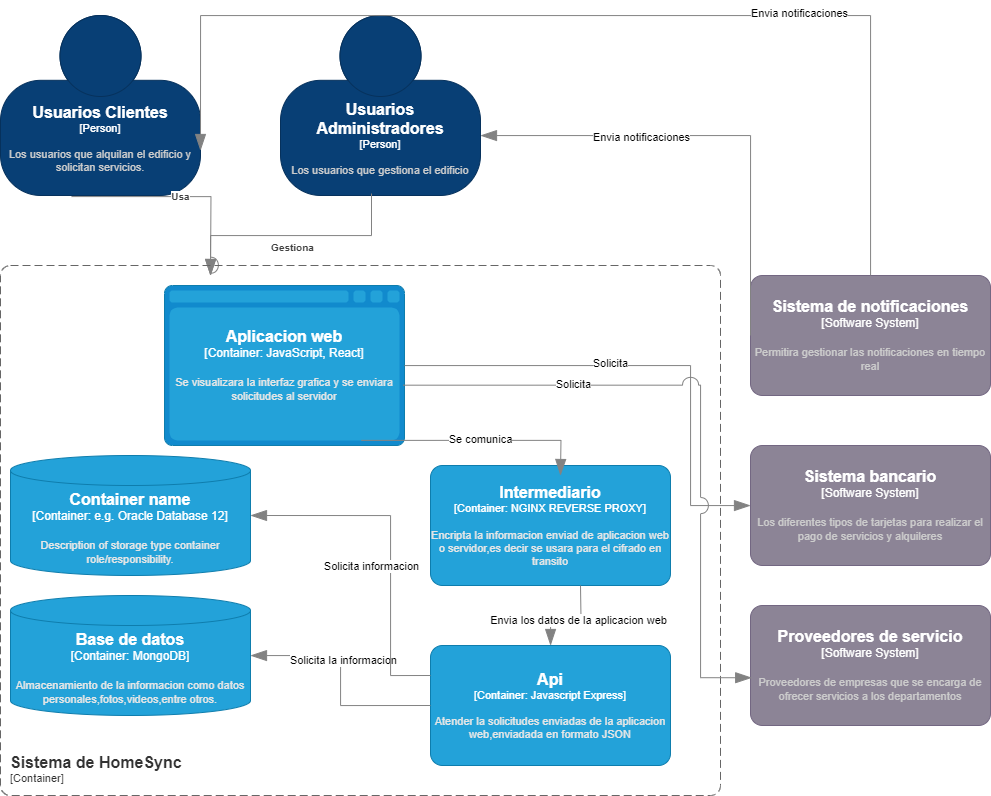 Envia notificaciones
Usuarios Clientes
[Person]
Los usuarios que alquilan el edificio y
solicitan servicios.
Usuarios
Administradores
[Person]
Los usuarios que gestiona el edificio
Envia notificaciones
Usa
Gestiona
Sistema de notificaciones
[Software System]
Permitira gestionar las notificaciones en tiempo
real
Aplicacion web
[Container: JavaScript, React]
Se visualizara la interfaz grafica y se enviara
solicitudes al servidor
Solicita
Solicita
Se comunica
Sistema bancario
[Software System]
Los diferentes tipos de tarjetas para realizar el
pago de servicios y alquileres
Container name
[Container: e.g. Oracle Database 12]
Description of storage type container
role/responsibility.
Intermediario
[Container: NGINX REVERSE PROXY]
Encripta la informacion enviad de aplicacion web
o servidor,es decir se usara para el cifrado en
transito
Solicita informacion
Envia los datos de la aplicacion web
Base de datos
[Container: MongoDB]
Almacenamiento de la informacion como datos
personales,fotos,videos,entre otros.
Solicita la informacion
Api
[Container: Javascript Express]
Atender la solicitudes enviadas de la aplicacion
web,enviadada en formato JSON
Proveedores de servicio
[Software System]
Proveedores de empresas que se encarga de
ofrecer servicios a los departamentos
Sistema de HomeSync
[Container]